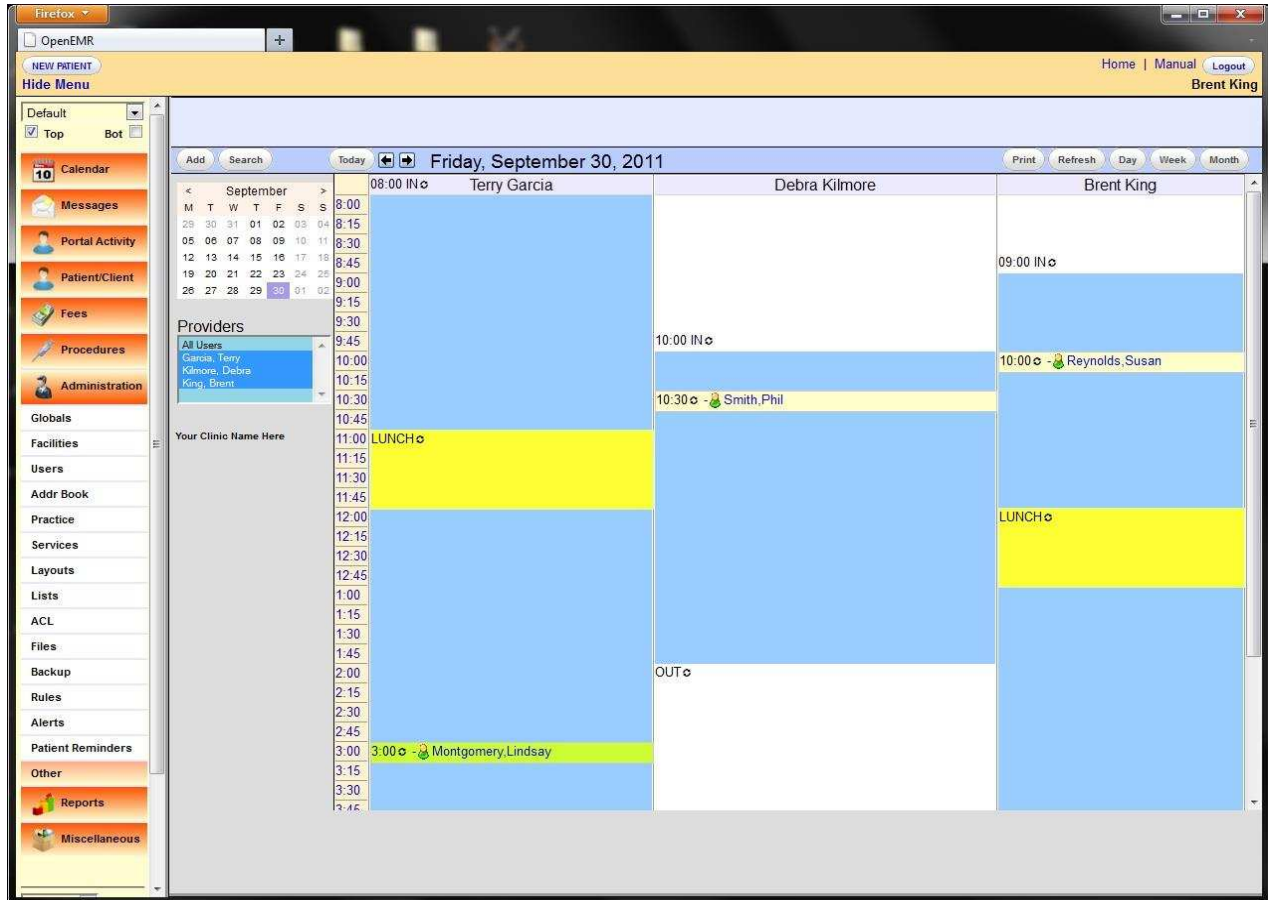 Firefox
OpenEMR
NEW PATIENT
Home | Manual Logout
Hide Menu
Brent King
Default
Top Bot
Calendar
Messages
Portal Activity
Patient/Client
Fees
Procedures
Administration
Globals
Facilities
Users
Addr Book
Practice
Services
Layouts
Lists
ACL
Files
Backup
Rules
Alerts
Patient Reminders
Other
Reports
Miscellaneous
Add Search Today Friday, September 30, 2011 Print Refresh Day Week Month
< September >
M T W T F S S
29 30 31 01 02 03 04
05 06 07 08 09 10 11
12 13 14 15 16 17 18
19 20 21 22 23 24 25
26 27 28 29 30 01 02
Providers
All Users
Garcia, Terry
Kilmore, Debra
King, Brent
Your Clinic Name Here
08:00 IN Terry Garcia Debra Kilmore Brent King
8:00
8:15
8:30
8:45 09:00 IN
9:00
9:15
9:30
9:45 10:00 IN
10:00 10:00 - Reynolds,Susan
10:15
10:30 10:30 - Smith,Phil
10:45
11:00 LUNCH
11:15
11:30
11:45
12:00 LUNCH
12:15
12:30
12:45
1:00
1:15
1:30
1:45
2:00 OUT
2:15
2:30
2:45
3:00 3:00 - Montgomery,Lindsay
3:15
3:30
3:45